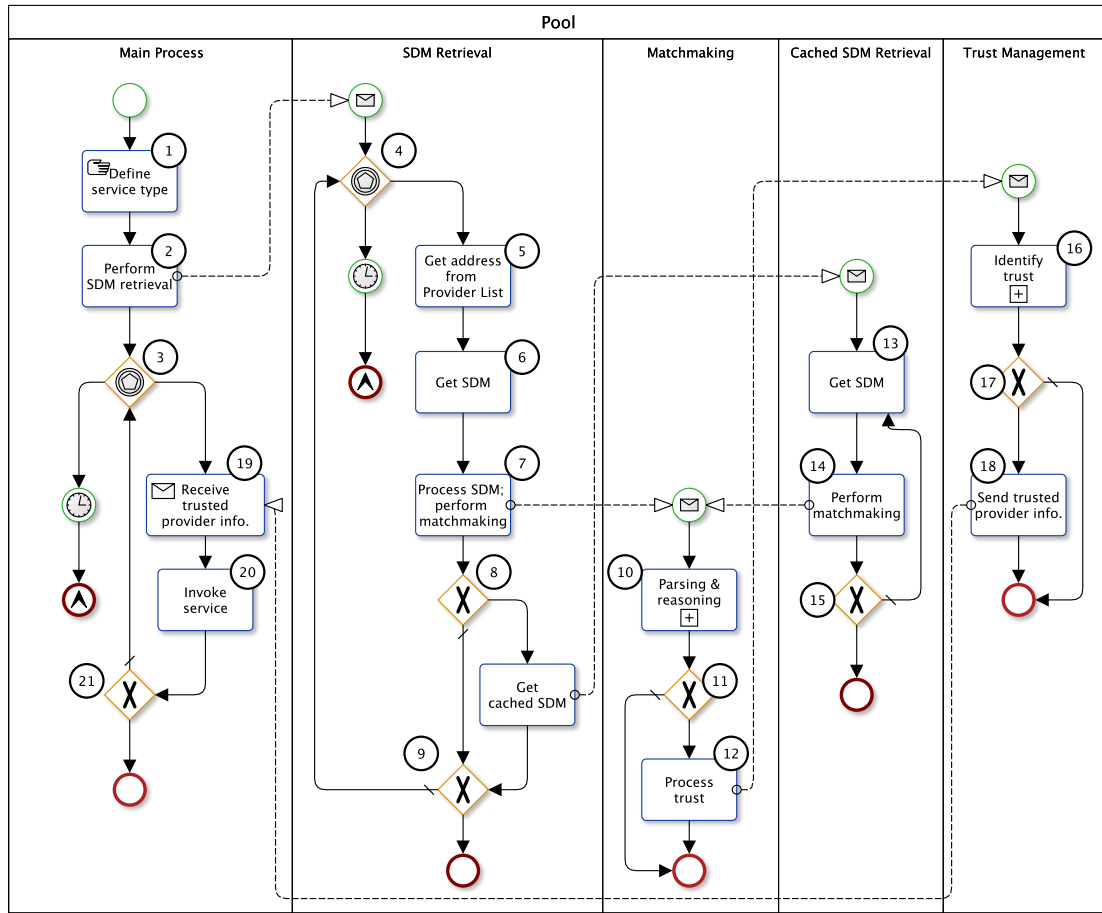 Pool
Main Process
SDM Retrieval
Matchmaking
Cached SDM Retrieval
Trust Management
1
Define
service type
2
Perform
SDM retrieval
3
19
Receive
trusted
provider info.
20
Invoke
service
21
4
5
Get address
from
Provider List
6
Get SDM
7
Process SDM;
perform
matchmaking
8
Get
cached SDM
9
10
Parsing &
reasoning
11
12
Process
trust
13
Get SDM
14
Perform
matchmaking
15
16
Identify
trust
17
18
Send trusted
provider info.